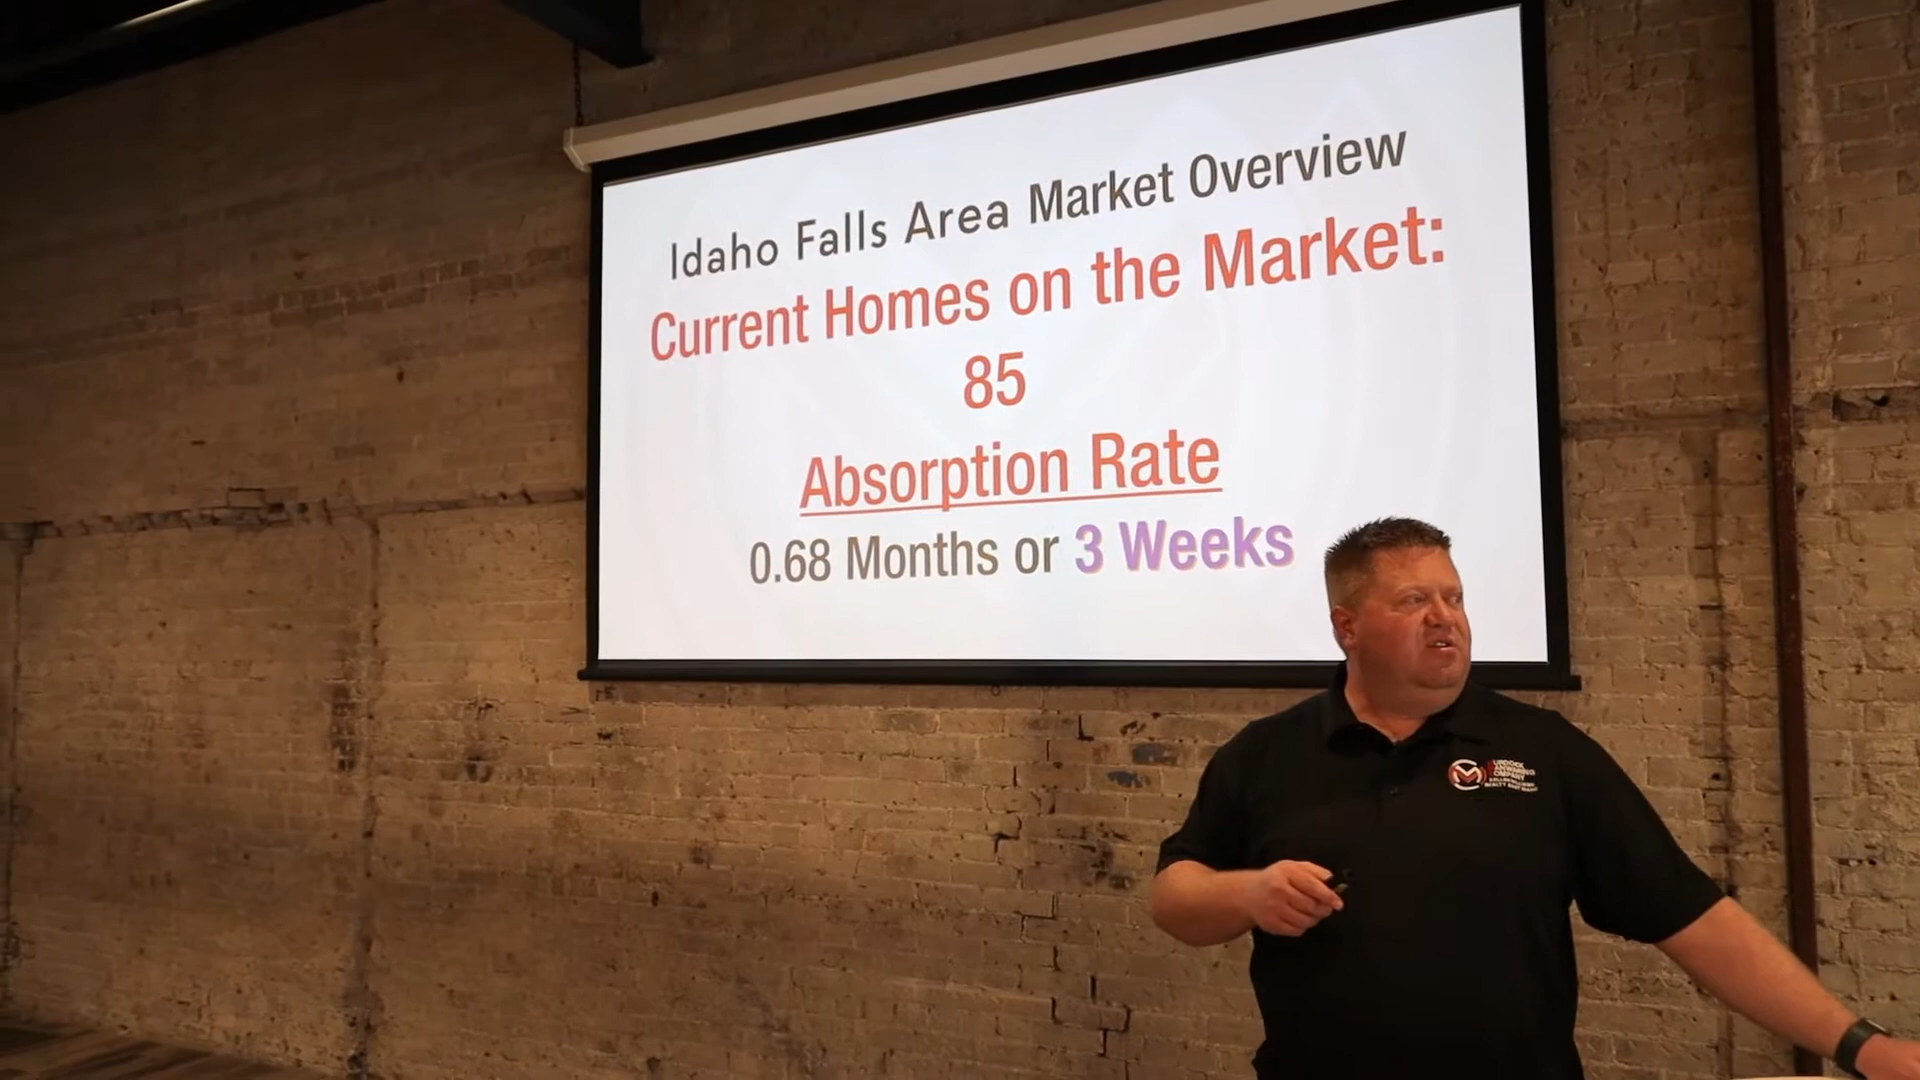 Idaho Falls Area Market Overview
Current Homes on the Market:
85
Absorption Rate
0.68 Months or 3 Weeks
COMPANY